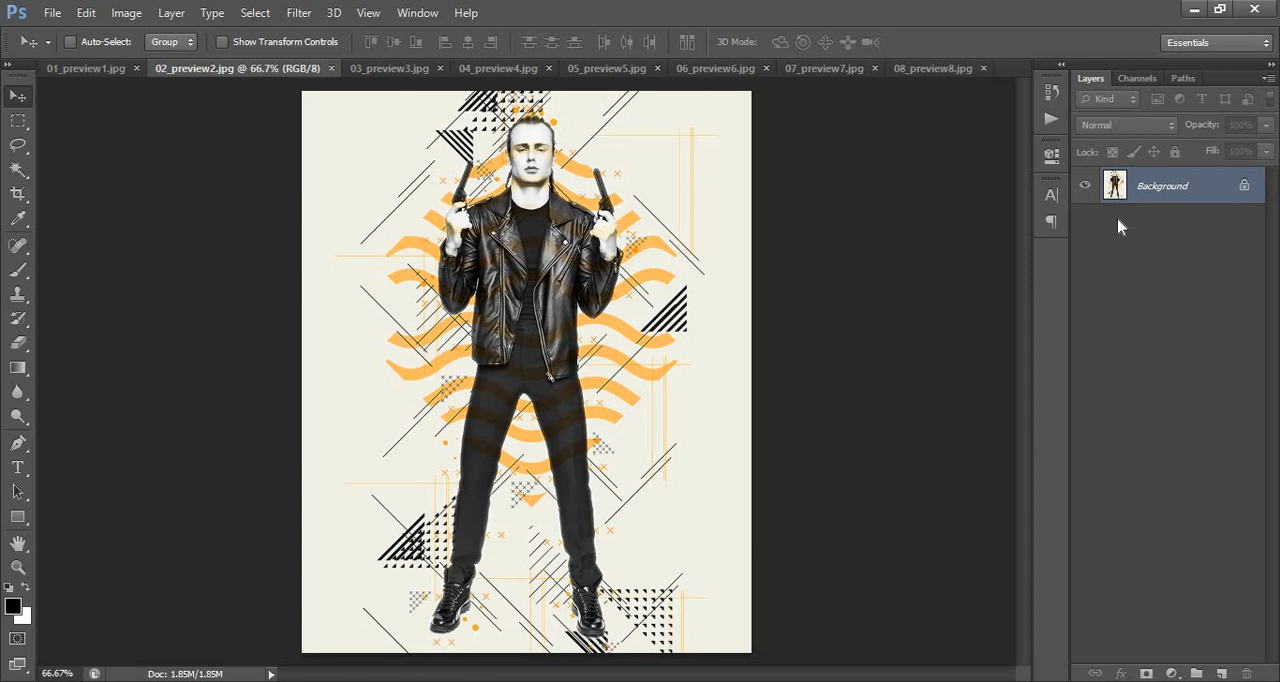 Ps File Edit Image Layer Type Select Filter 3D View Window Help
Auto-Select: Group Show Transform Controls 3D Mode: Essentials
01_preview1.jpg × 02_preview2.jpg @ 66.7% (RGB/8) × 03_preview3.jpg × 04_preview4.jpg × 05_preview5.jpg × 06_preview6.jpg × 07_preview7.jpg × 08_preview8.jpg ×
Layers Channels Paths
Kind
Normal Opacity: 100%
Lock: Fill: 100%
Background
66.67% Doc: 1.85M/1.85M